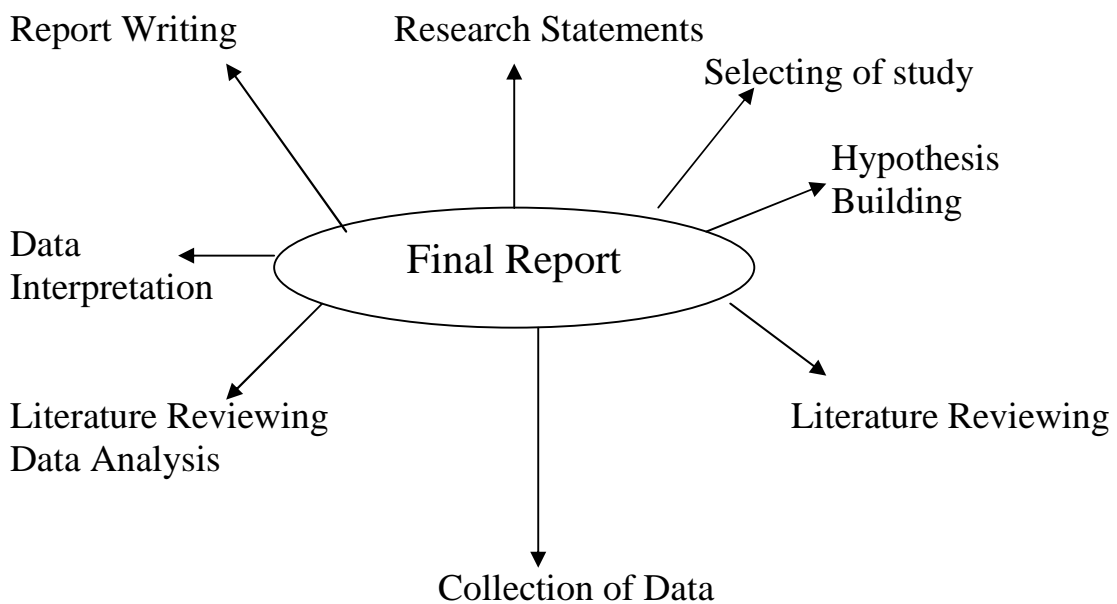 Report Writing
Research Statements
Selecting of study
Hypothesis
Building
Data
Interpretation
Final Report
Literature Reviewing
Data Analysis
Literature Reviewing
Collection of Data